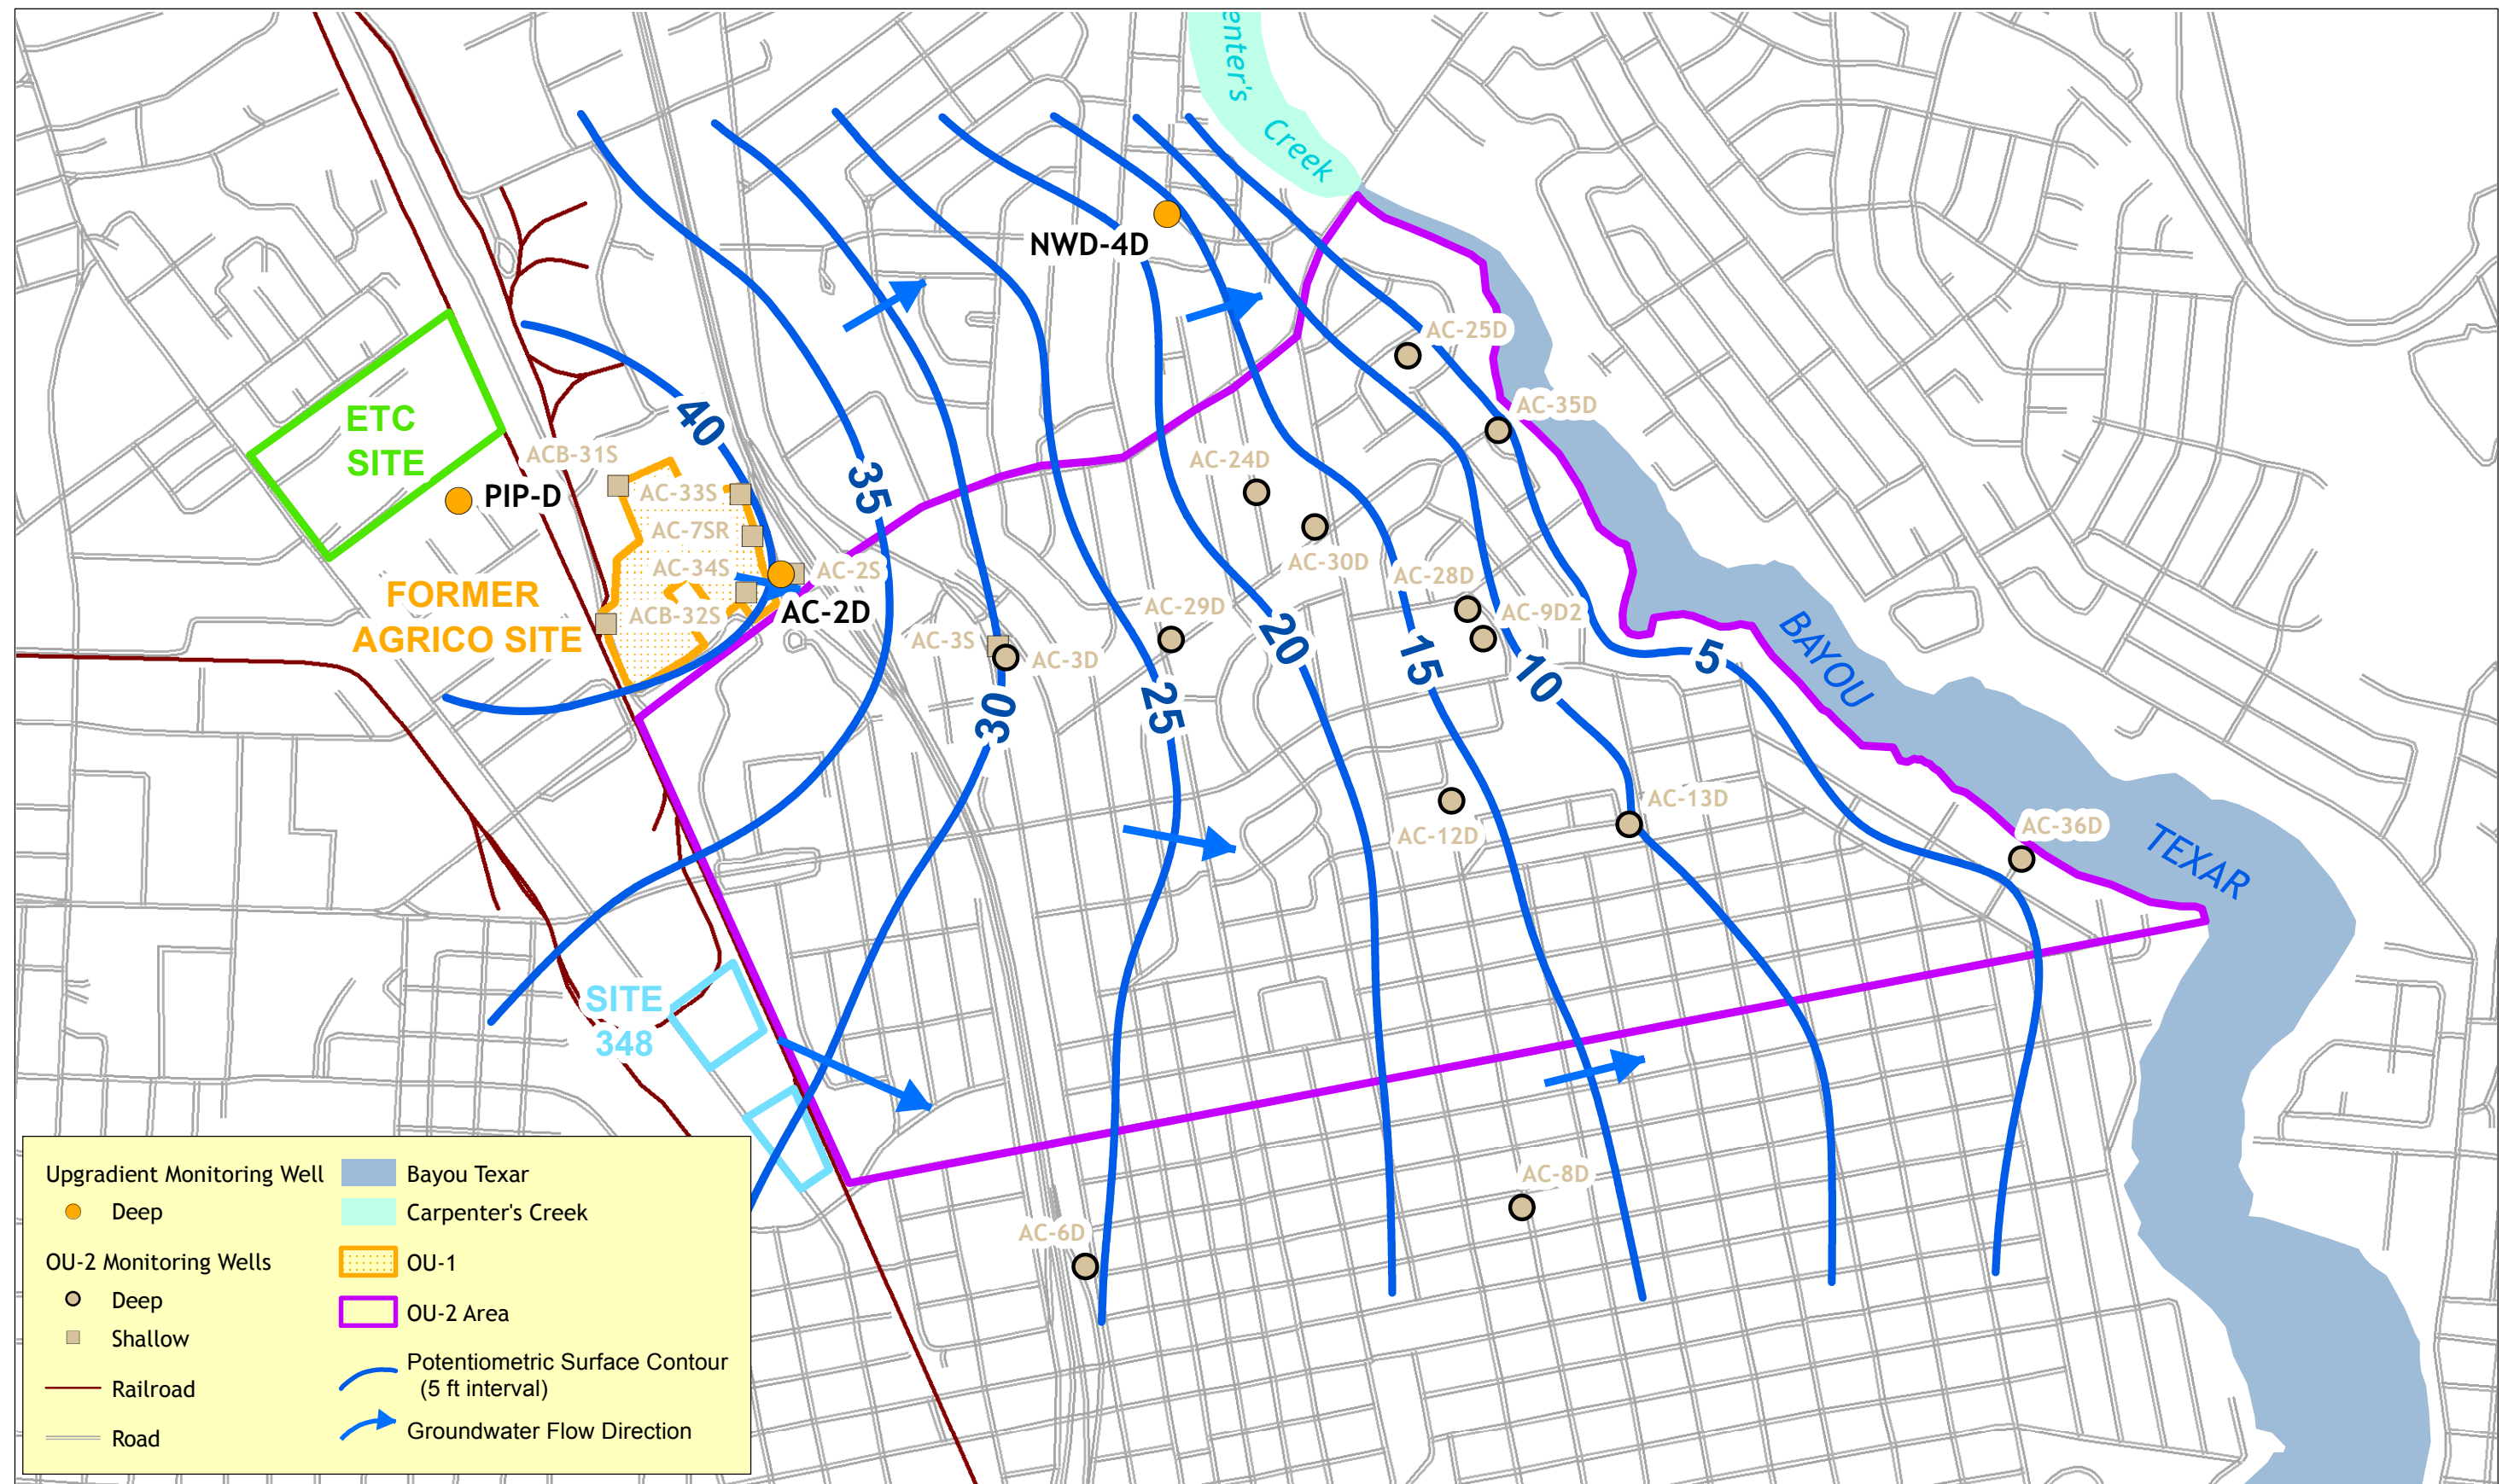 enter's
Creek
NWD-4D
AC-25D
ETC
SITE
40
AC-35D
ACB-31S
AC-24D
35
PIP-D
AC-33S
AC-7SR
AC-30D
AC-34S
AC-2S
AC-28D
FORMER
AGRICO SITE
ACB-32S
AC-2D
AC-29D
AC-9D2
AC-3S
AC-3D
20
15
10
5
BAYOU
30
25
AC-13D
AC-12D
AC-36D
TEXAR
SITE
348
AC-8D
AC-6D
Upgradient Monitoring Well
Deep
OU-2 Monitoring Wells
Deep
Shallow
Railroad
Road
Bayou Texar
Carpenter's Creek
OU-1
OU-2 Area
Potentiometric Surface Contour
(5 ft interval)
Groundwater Flow Direction